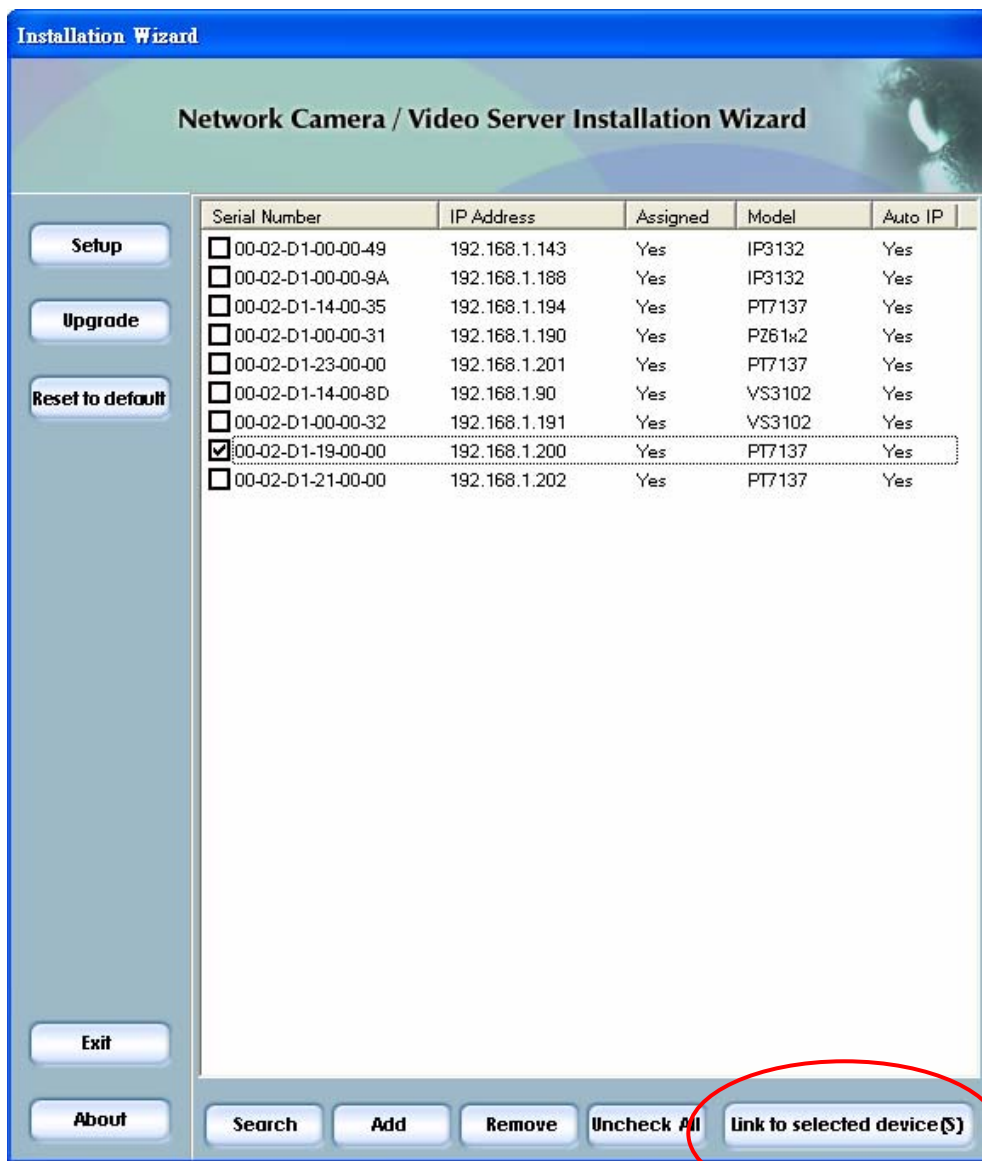 Installation Wizard
Network Camera / Video Server Installation Wizard
Setup
Upgrade
Reset to default
Serial Number IP Address Assigned Model Auto IP
00-02-D1-00-00-49 192.168.1.143 Yes IP3132 Yes
00-02-D1-00-00-9A 192.168.1.188 Yes IP3132 Yes
00-02-D1-14-00-35 192.168.1.194 Yes PT7137 Yes
00-02-D1-00-00-31 192.168.1.190 Yes PZ61x2 Yes
00-02-D1-23-00-00 192.168.1.201 Yes PT7137 Yes
00-02-D1-14-00-8D 192.168.1.90 Yes VS3102 Yes
00-02-D1-00-00-32 192.168.1.191 Yes VS3102 Yes
00-02-D1-19-00-00 192.168.1.200 Yes PT7137 Yes
00-02-D1-21-00-00 192.168.1.202 Yes PT7137 Yes
Exit
About
Search Add Remove Uncheck All Link to selected device(S)